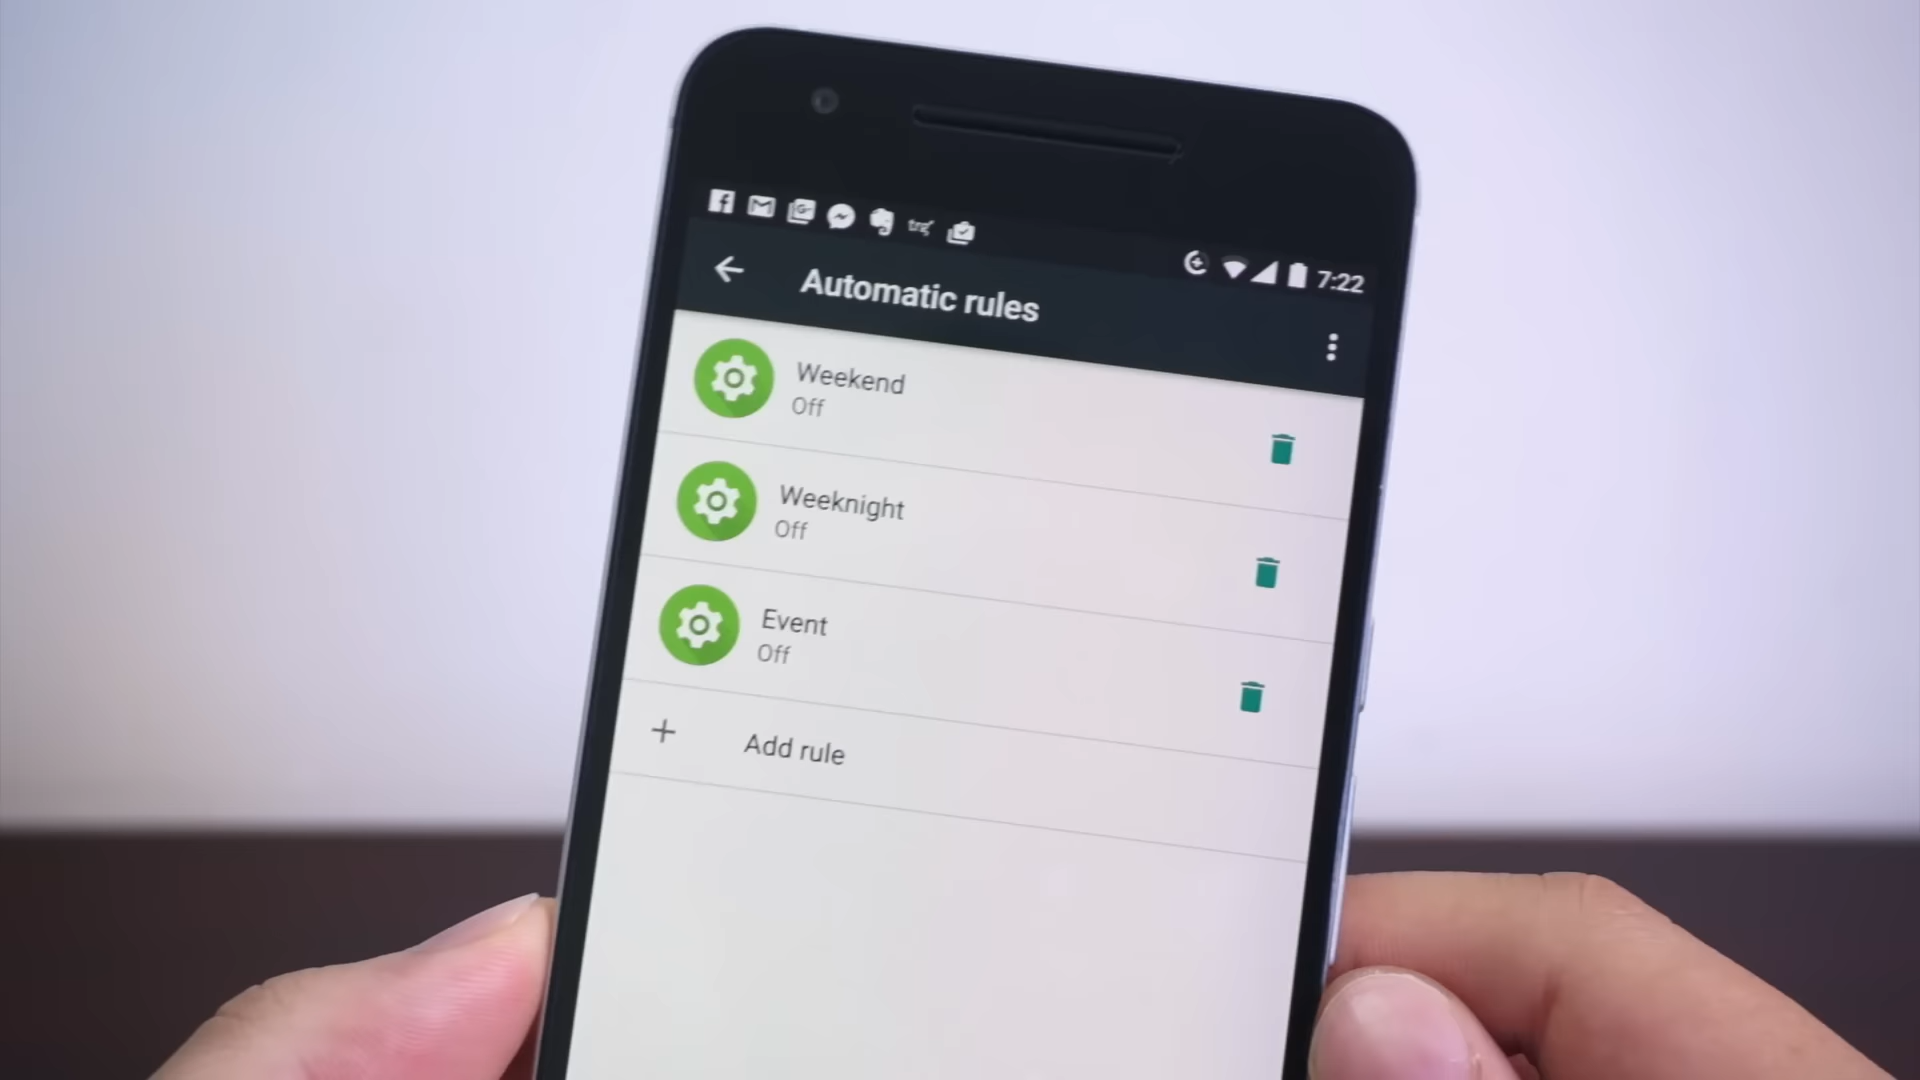 7:22
Automatic rules
Weekend
Off
Weeknight
Off
Event
Off
Add rule